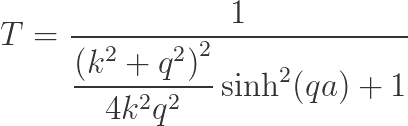 T = \frac{1}{\frac{(k^2 + q^2)^2}{4k^2q^2} \sinh^2(qa) + 1}